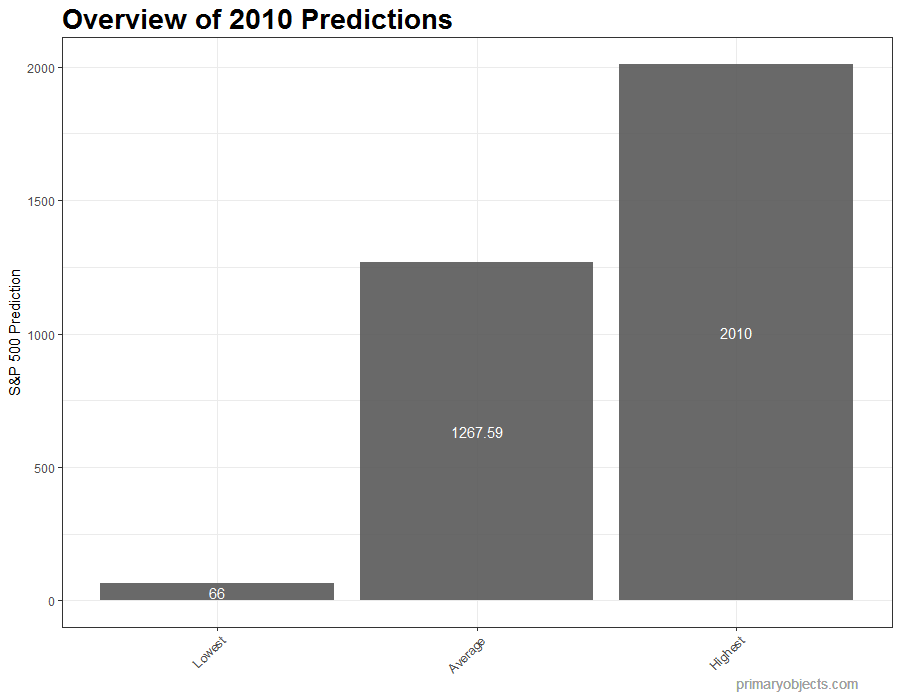 Overview of 2010 Predictions
2000
1500
1000
500
0
S&P 500 Prediction
66
1267.59
2010
Lowest
Average
Highest
primaryobjects.com